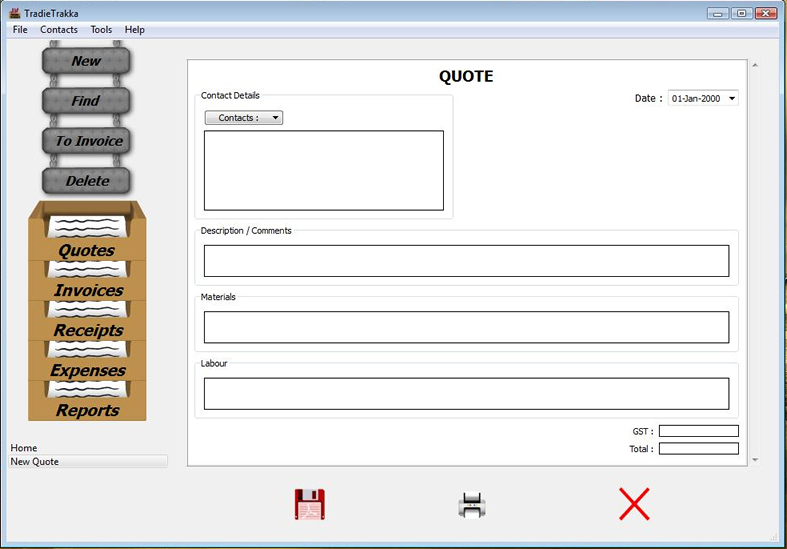 TradieTrakka
File Contacts Tools Help
New
Find
To Invoice
Delete
Quotes
Invoices
Receipts
Expenses
Reports
Home
New Quote
QUOTE
Contact Details
Date : 01-Jan-2000
Contacts :
Description / Comments
Materials
Labour
GST :
Total :